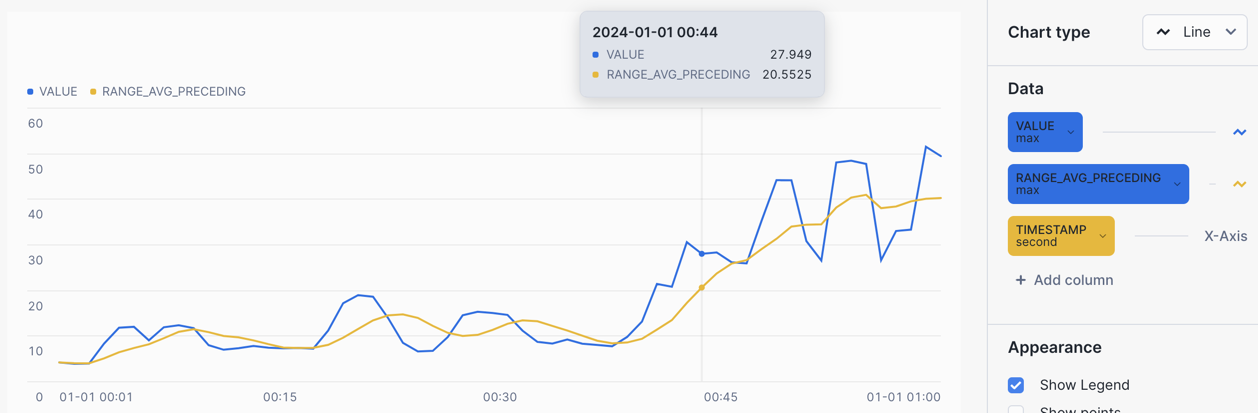 2024-01-01 00:44
VALUE 27.949
RANGE_AVG_PRECEDING 20.5525
VALUE RANGE_AVG_PRECEDING
60
50
40
30
20
10
0
01-01 00:01 00:15 00:30 00:45 01-01 01:00
Chart type Line
Data
VALUE
max
RANGE_AVG_PRECEDING
max
TIMESTAMP
second
X-Axis
+ Add column
Appearance
Show Legend
Show points